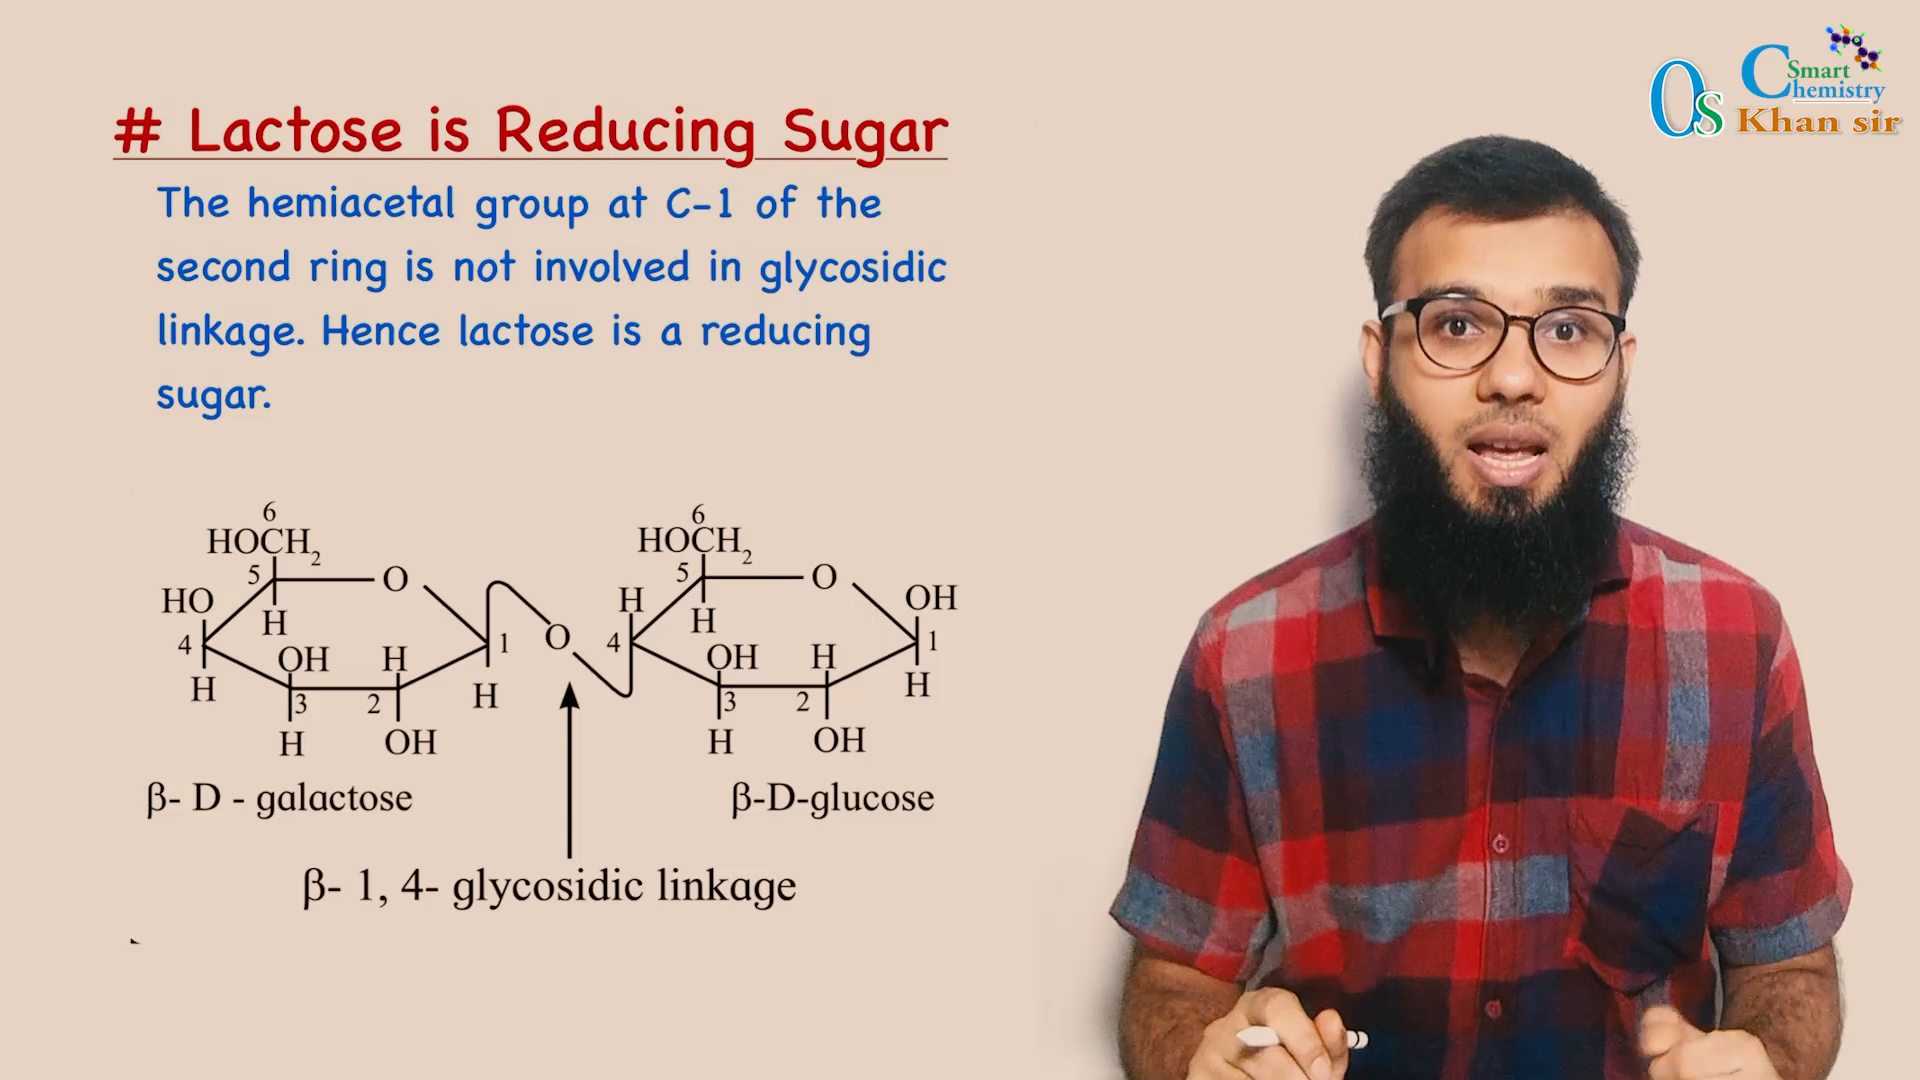 # Lactose is Reducing Sugar
The hemiacetal group at C-1 of the
second ring is not involved in glycosidic
linkage. Hence lactose is a reducing
sugar.
Os
Smart
Chemistry
Khan sir
6 6
HOCH2 HOCH2
5 O 5 O
HO H H H OH
4 OH H 1 O 4 OH H 1
H 3 2 H 3 2 H
H OH H OH
β- D - galactose β-D-glucose
β- 1, 4- glycosidic linkage